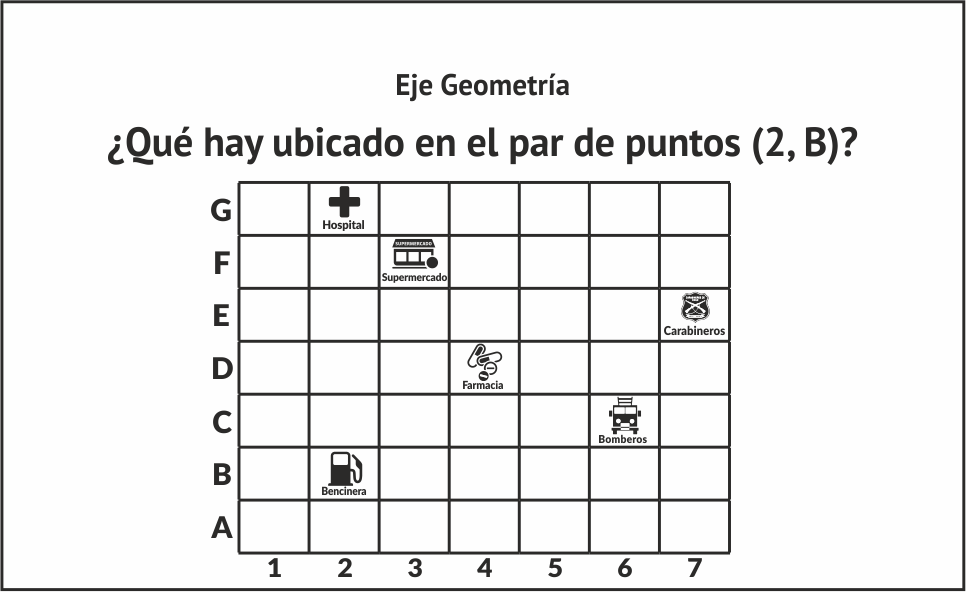 Eje Geometría
¿Qué hay ubicado en el par de puntos (2, B)?
G
Hospital
F
SUPERMERCADO
Supermercado
E
Carabineros
D
Farmacia
C
Bomberos
B
Bencinera
A
1 2 3 4 5 6 7